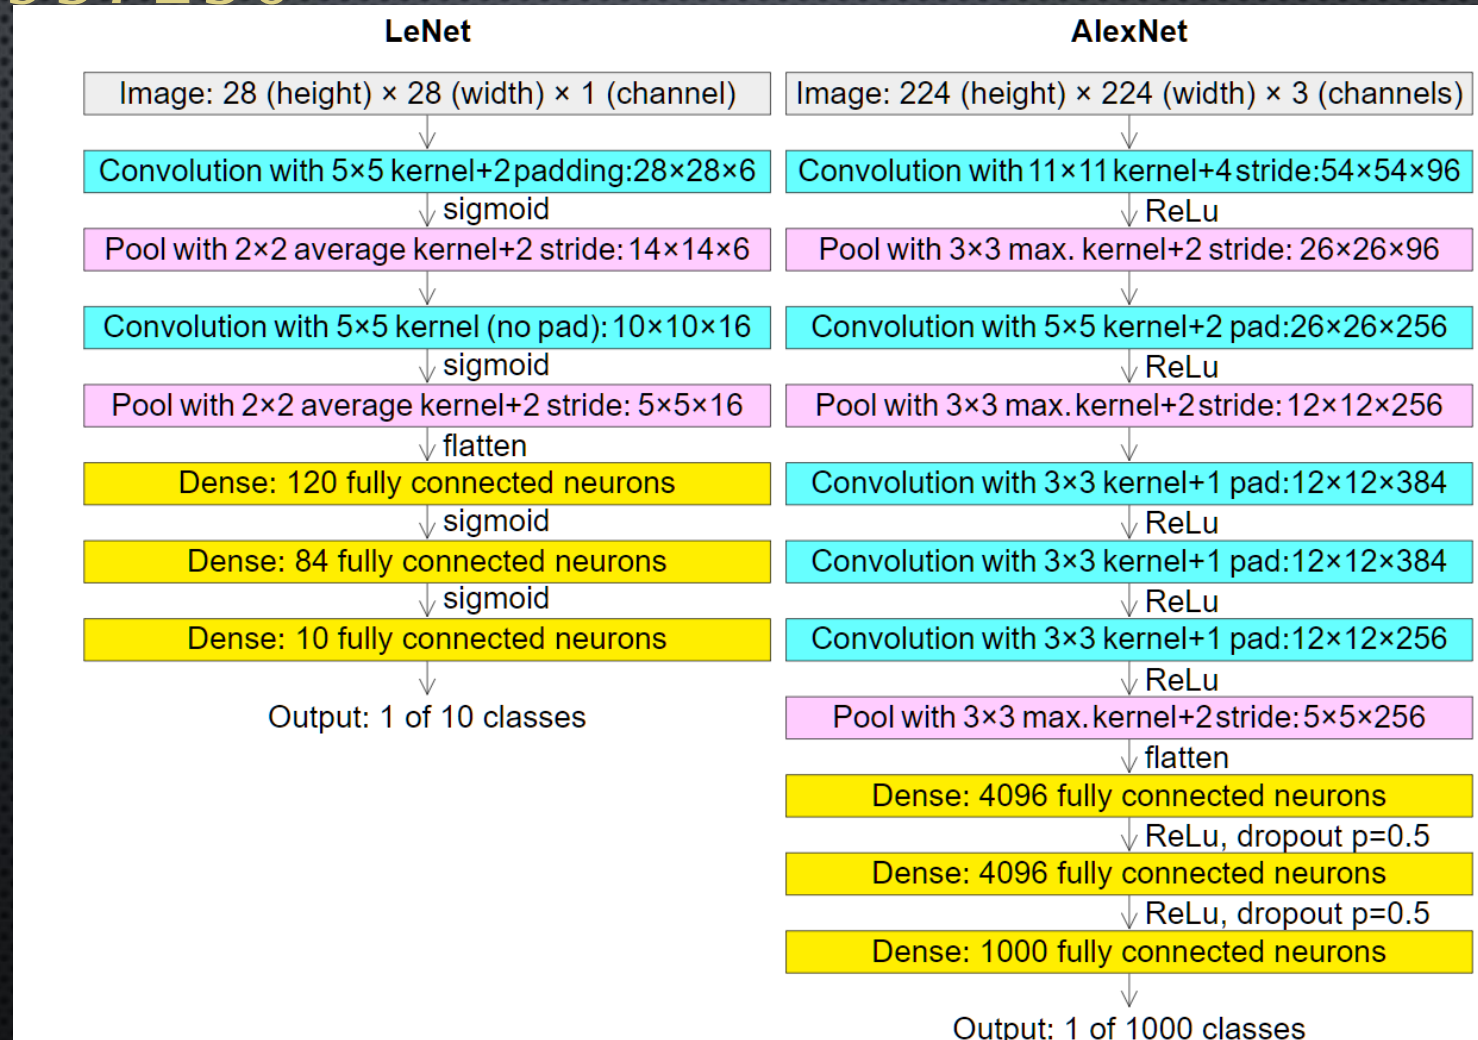 LeNet
Image: 28 (height) × 28 (width) × 1 (channel)
Convolution with 5×5 kernel+2padding:28×28×6
sigmoid
Pool with 2×2 average kernel+2 stride:14×14×6
Convolution with 5×5 kernel (no pad):10×10×16
sigmoid
Pool with 2×2 average kernel+2 stride: 5×5×16
flatten
Dense: 120 fully connected neurons
sigmoid
Dense: 84 fully connected neurons
sigmoid
Dense: 10 fully connected neurons
Output: 1 of 10 classes
AlexNet
Image: 224 (height) × 224 (width) × 3 (channels)
Convolution with 11×11 kernel+4stride:54×54×96
ReLu
Pool with 3×3 max. kernel+2 stride: 26×26×96
Convolution with 5×5 kernel+2 pad:26×26×256
ReLu
Pool with 3×3 max.kernel+2stride:12×12×256
Convolution with 3×3 kernel+1 pad:12×12×384
ReLu
Convolution with 3×3 kernel+1 pad:12×12×384
ReLu
Convolution with 3×3 kernel+1 pad:12×12×256
ReLu
Pool with 3×3 max.kernel+2stride:5×5×256
flatten
Dense: 4096 fully connected neurons
ReLu, dropout p=0.5
Dense: 4096 fully connected neurons
ReLu, dropout p=0.5
Dense: 1000 fully connected neurons
Output: 1 of 1000 classes